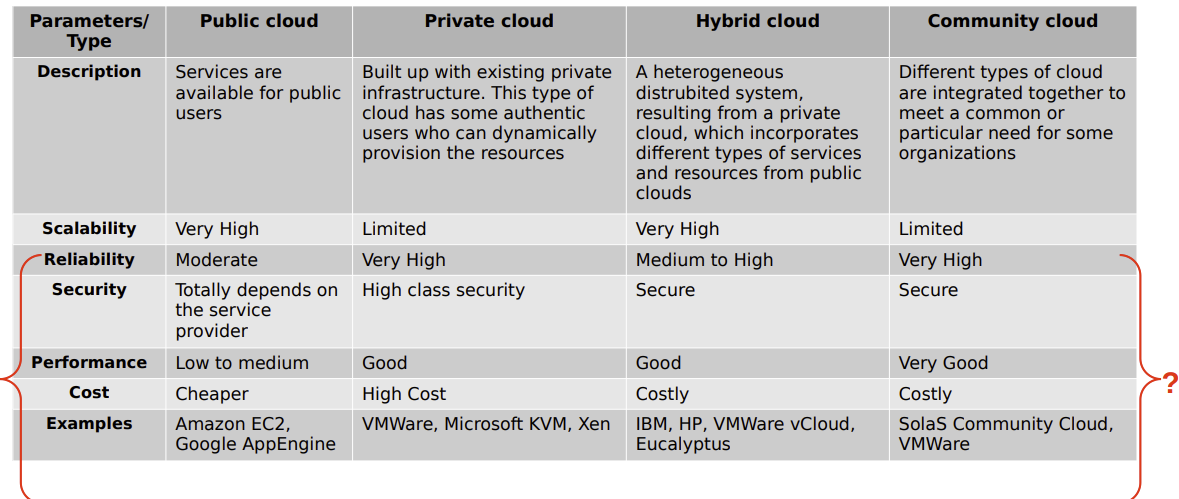 Parameters/ Public cloud Private cloud Hybrid cloud Community cloud
Type
Description Services are Built up with existing private A heterogeneous Different types of cloud
available for public infrastructure. This type of distrubited system, are integrated together to
users cloud has some authentic resulting from a private meet a common or
users who can dynamically cloud, which incorporates particular need for some
provision the resources different types of services organizations
and resources from public
clouds
Scalability Very High Limited Very High Limited
Reliability Moderate Very High Medium to High Very High
Security Totally depends on High class security Secure Secure
the service
provider
Performance Low to medium Good Good Very Good
?
Cost Cheaper High Cost Costly Costly
Examples Amazon EC2, VMWare, Microsoft KVM, Xen IBM, HP, VMWare vCloud, SolaS Community Cloud,
Google AppEngine Eucalyptus VMWare